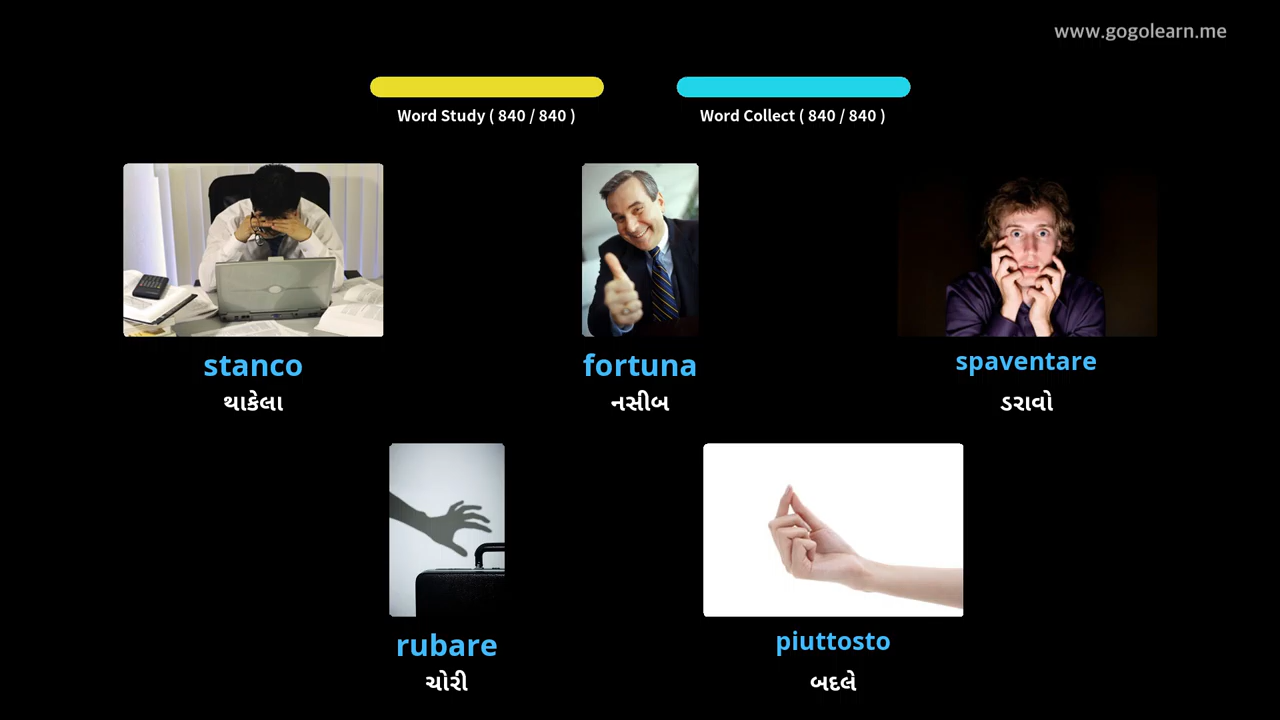 www.gogolearn.me
Word Study ( 840 / 840 )
Word Collect ( 840 / 840 )
stanco
થાકેલા
fortuna
નસીબ
spaventare
ડરાવો
rubare
ચોરી
piuttosto
બદલે